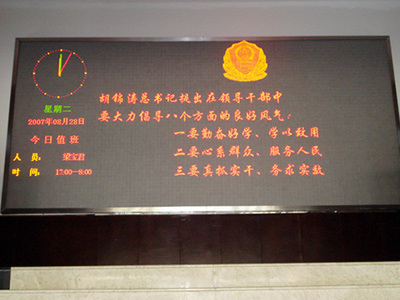 星期二
2007年08月28日
今日值班
人 员: 梁宝君
时 间: 17:00-8:00
胡锦涛总书记提出在领导干部中
要大力倡导八个方面的良好风气:
一要勤奋好学、学以致用
二要心系群众、服务人民
三要真抓实干、务求实效